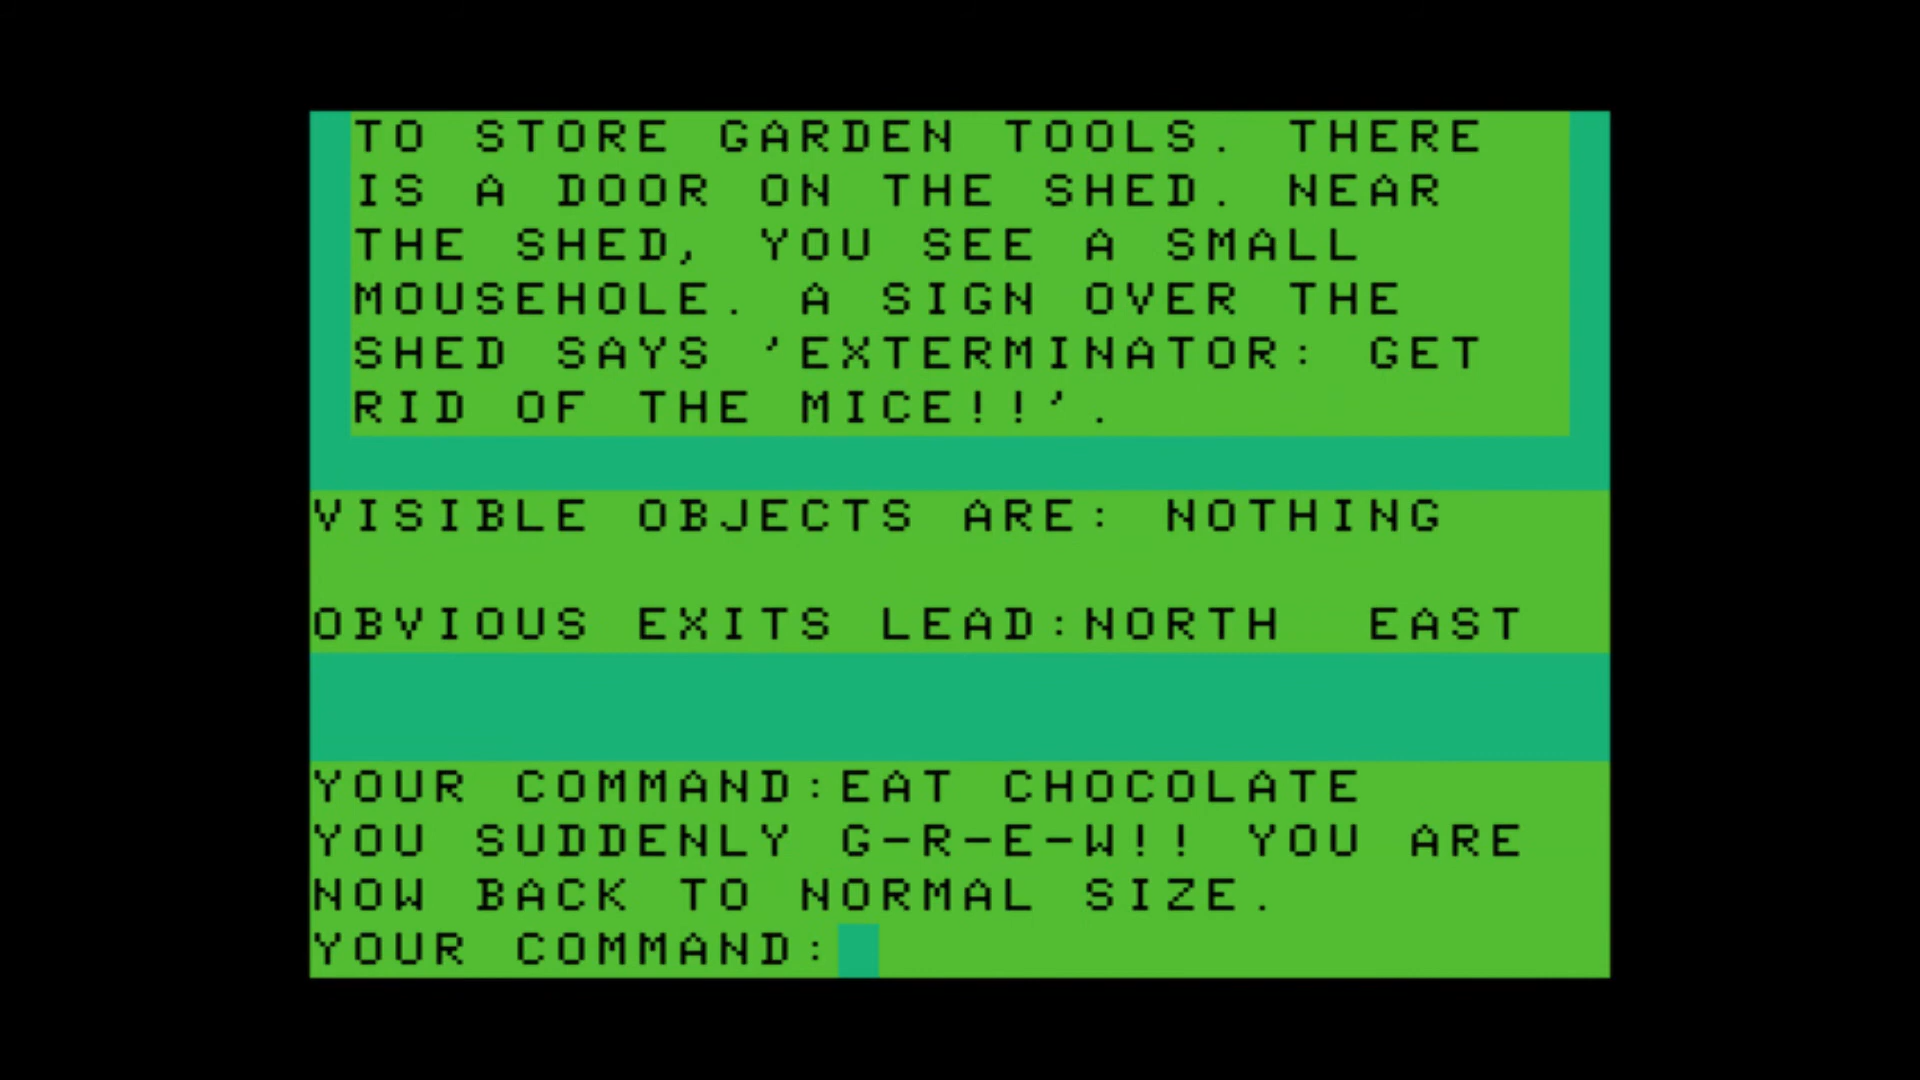 TO STORE GARDEN TOOLS. THERE
IS A DOOR ON THE SHED. NEAR
THE SHED, YOU SEE A SMALL
MOUSEHOLE. A SIGN OVER THE
SHED SAYS 'EXTERMINATOR: GET
RID OF THE MICE!!'.
VISIBLE OBJECTS ARE: NOTHING
OBVIOUS EXITS LEAD:NORTH  EAST
YOUR COMMAND:EAT CHOCOLATE
YOU SUDDENLY G-R-E-W!! YOU ARE
NOW BACK TO NORMAL SIZE.
YOUR COMMAND: